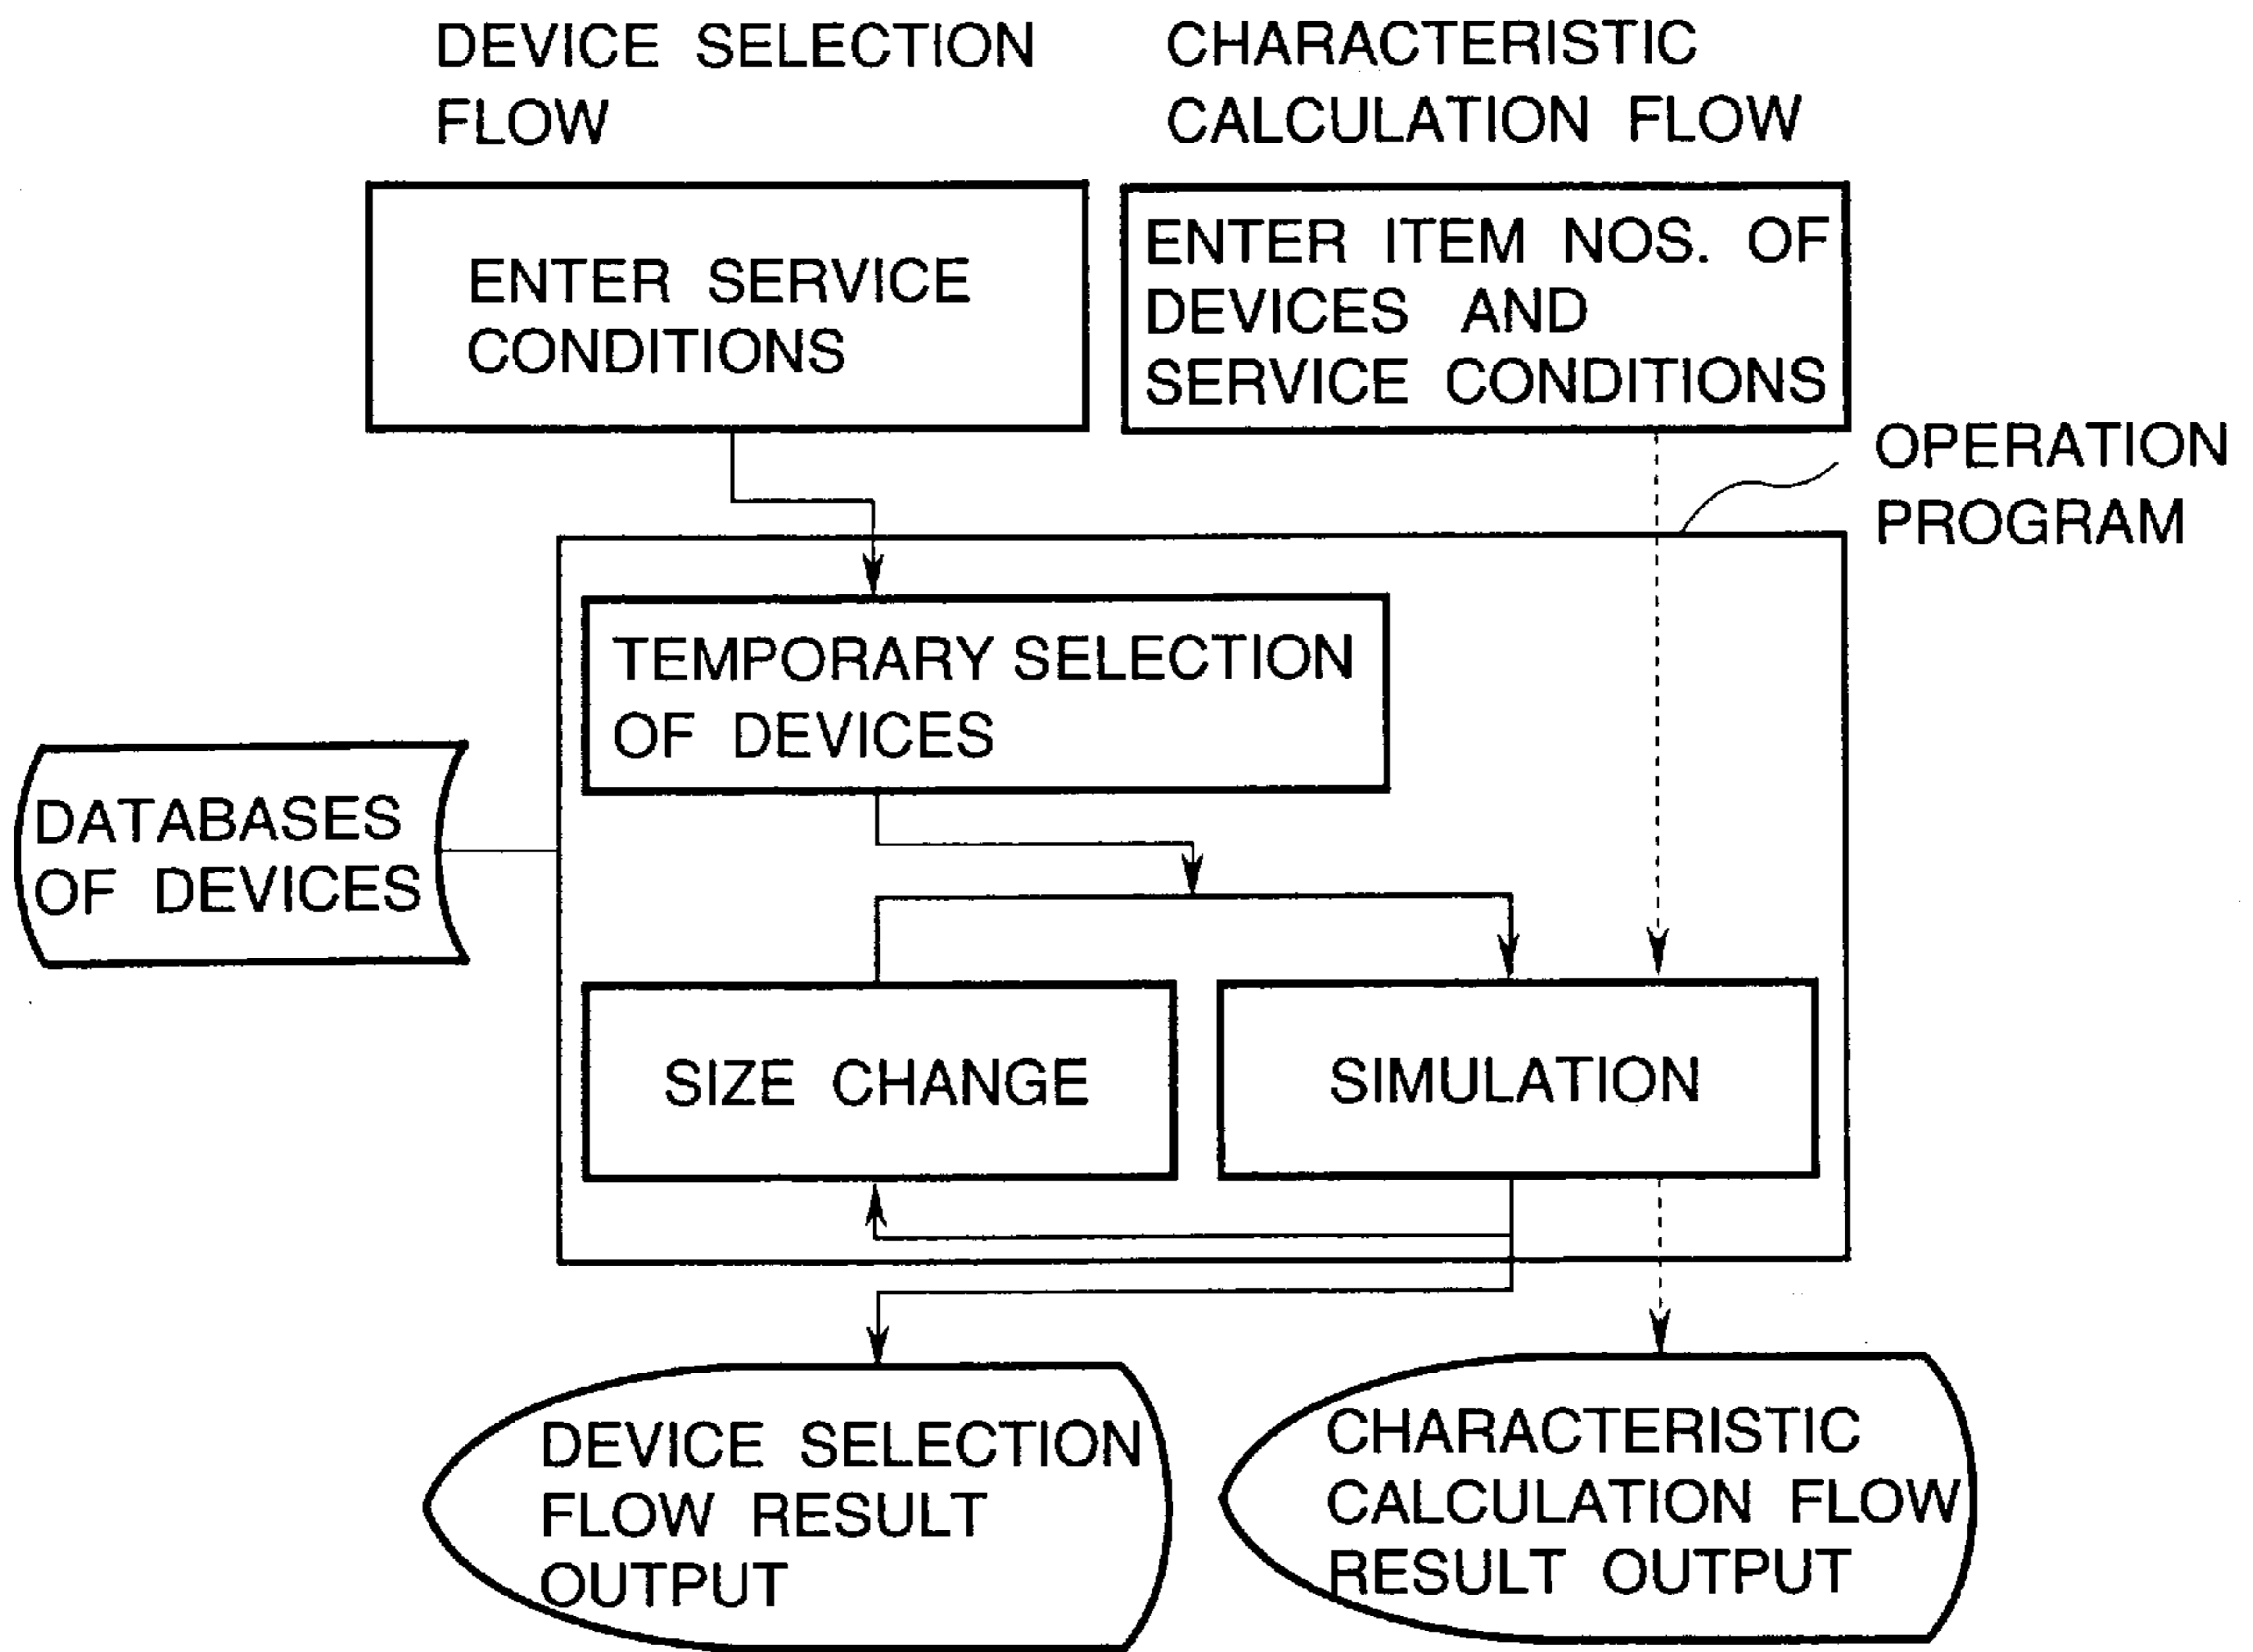 DEVICE SELECTION
FLOW
CHARACTERISTIC
CALCULATION FLOW
ENTER SERVICE
CONDITIONS
ENTER ITEM NOS. OF
DEVICES AND
SERVICE CONDITIONS
OPERATION
PROGRAM
TEMPORARY SELECTION
OF DEVICES
DATABASES
OF DEVICES
SIZE CHANGE
SIMULATION
DEVICE SELECTION
FLOW RESULT
OUTPUT
CHARACTERISTIC
CALCULATION FLOW
RESULT OUTPUT